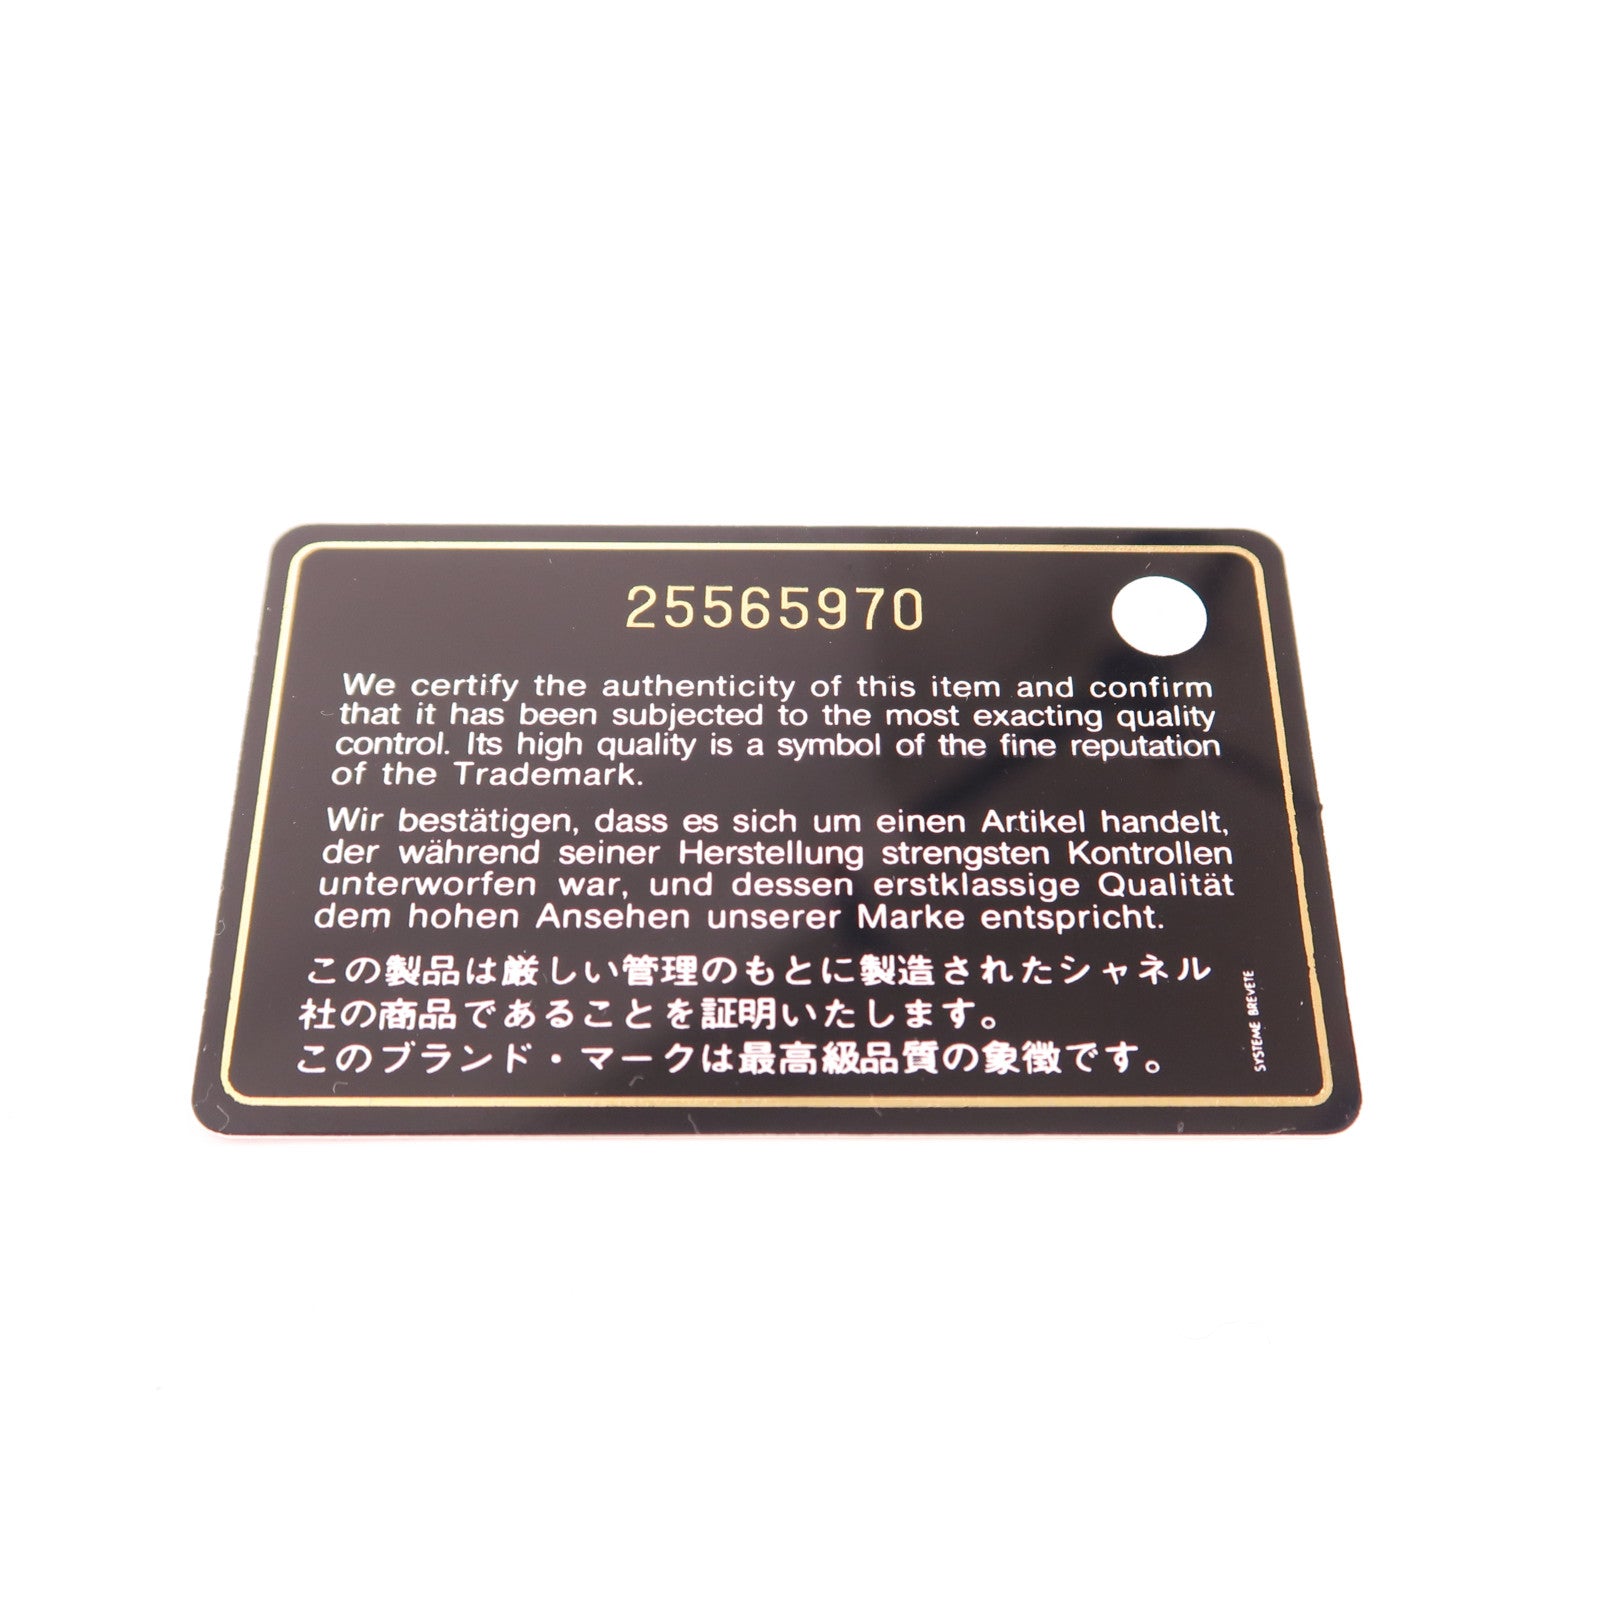 25565970
We certify the authenticity of this item and confirm
that it has been subjected to the most exacting quality
control. Its high quality is a symbol of the fine reputation
of the Trademark.
Wir bestätigen, dass es sich um einen Artikel handelt,
der während seiner Herstellung strengsten Kontrollen
unterworfen war, und dessen erstklassige Qualität
dem hohen Ansehen unserer Marke entspricht.
この製品は厳しい管理のもとに製造されたシャネル
社の商品であることを証明いたします。
このブランド・マークは最高級品質の象徴です。
SYSTEME BREVETE